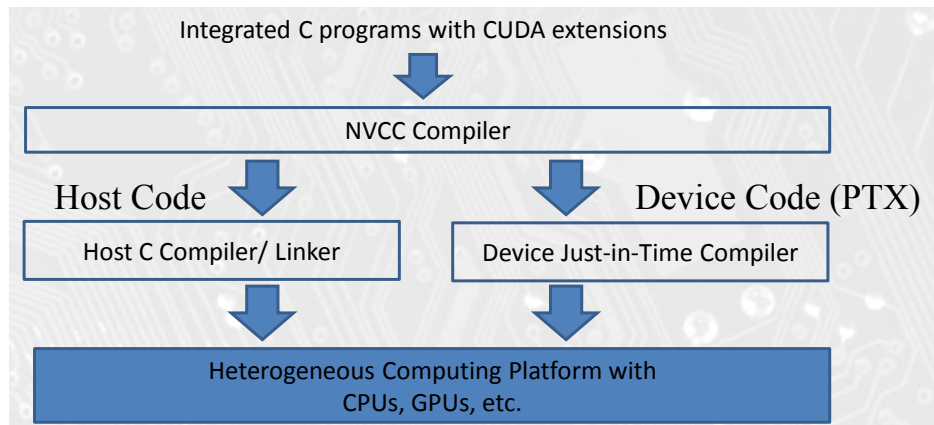 Integrated C programs with CUDA extensions
NVCC Compiler
Host Code
Device Code (PTX)
Host C Compiler/ Linker
Device Just-in-Time Compiler
Heterogeneous Computing Platform with
CPUs, GPUs, etc.